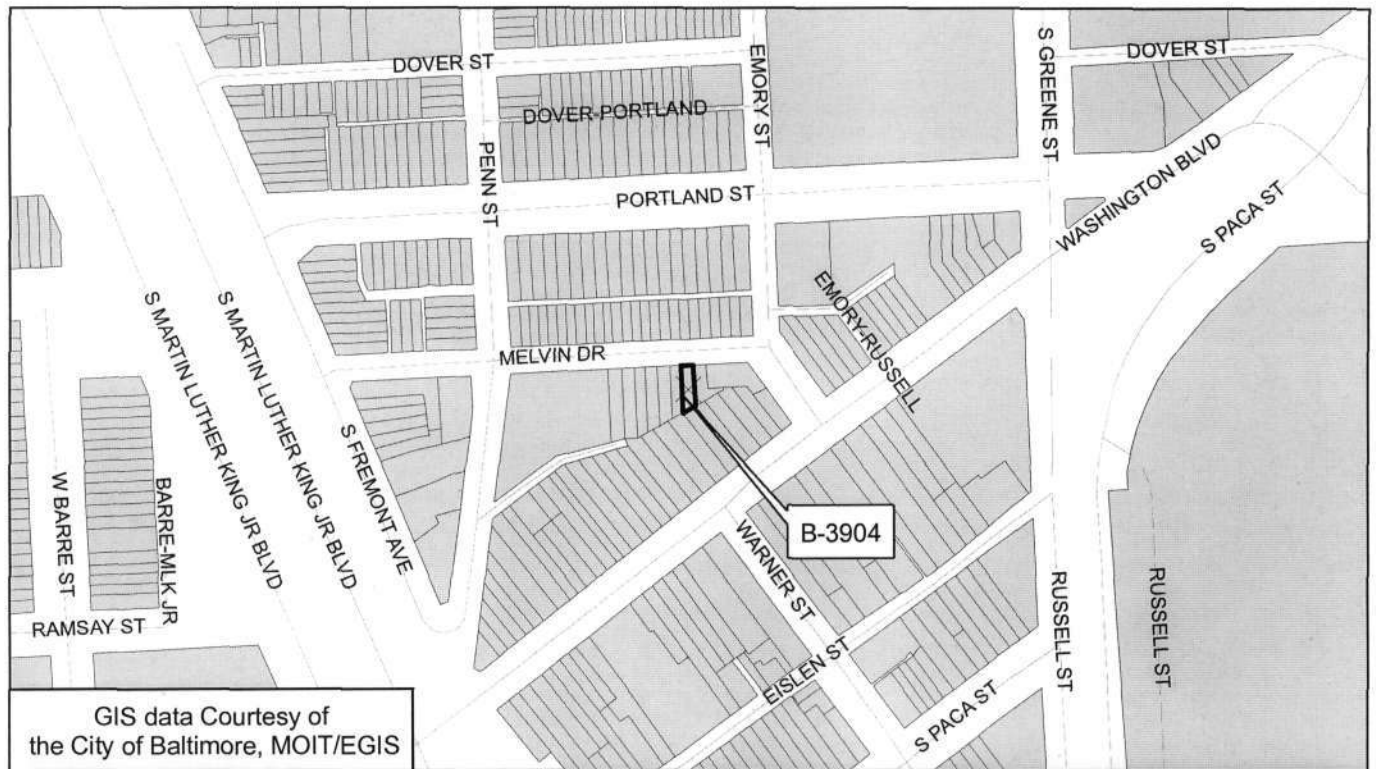 DOVER ST
DOVER ST
DOVER-PORTLAND
EMORY ST
S GREENE ST
PENN ST
PORTLAND ST
WASHINGTON BLVD
S PACA ST
EMORY-RUSSELL
MELVIN DR
S MARTIN LUTHER KING JR BLVD
S MARTIN LUTHER KING JR BLVD
S FREMONT AVE
W BARRE ST
BARRE-MLK JR
B-3904
WARNER ST
RUSSELL ST
RUSSELL ST
RAMSAY ST
EISLEN ST
S PACA ST
GIS data Courtesy of
the City of Baltimore, MOIT/EGIS